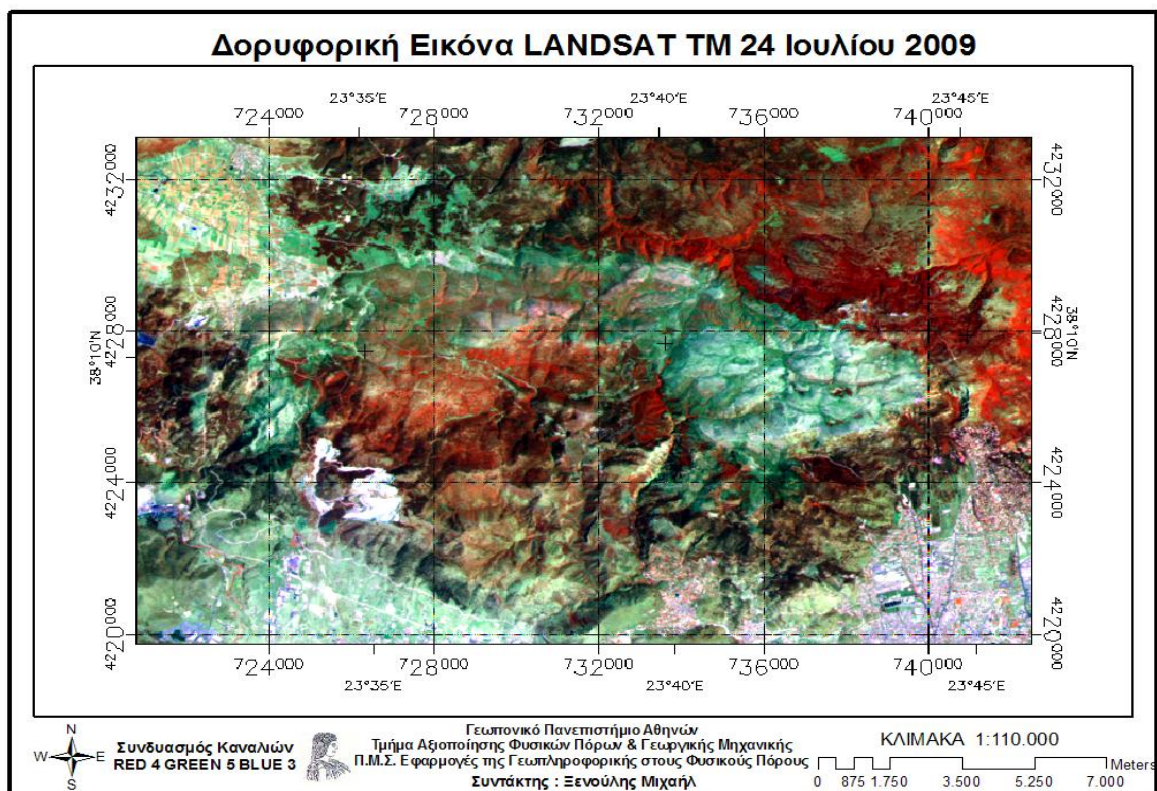 Δορυφορική Εικόνα LANDSAT TM 24 Ιουλίου 2009
23°35'E 23°40'E 23°45'E
724000 728000 732000 736000 740000
4232000 4232000
4228000 4228000
38°10'N 38°10'N
4224000 4224000
4220000 4220000
724000 728000 732000 736000 740000
23°35'E 23°40'E 23°45'E
N
W E
S
Συνδυασμός Καναλιών
RED 4 GREEN 5 BLUE 3
Γεωπονικό Πανεπιστήμιο Αθηνών
Τμήμα Αξιοποίησης Φυσικών Πόρων & Γεωργικής Μηχανικής
Π.Μ.Σ. Εφαρμογές της Γεωπληροφορικής στους Φυσικούς Πόρους
Συντάκτης : Ξενούλης Μιχαήλ
ΚΛΙΜΑΚΑ 1:110.000
Meters
0 875 1.750 3.500 5.250 7.000